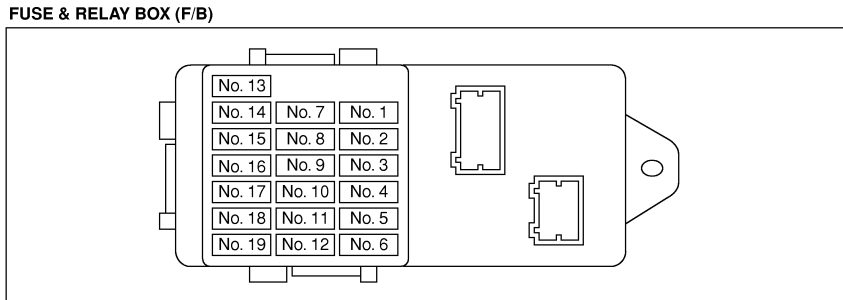 FUSE & RELAY BOX (F/B)
No. 13
No. 14 No. 7 No. 1
No. 15 No. 8 No. 2
No. 16 No. 9 No. 3
No. 17 No. 10 No. 4
No. 18 No. 11 No. 5
No. 19 No. 12 No. 6